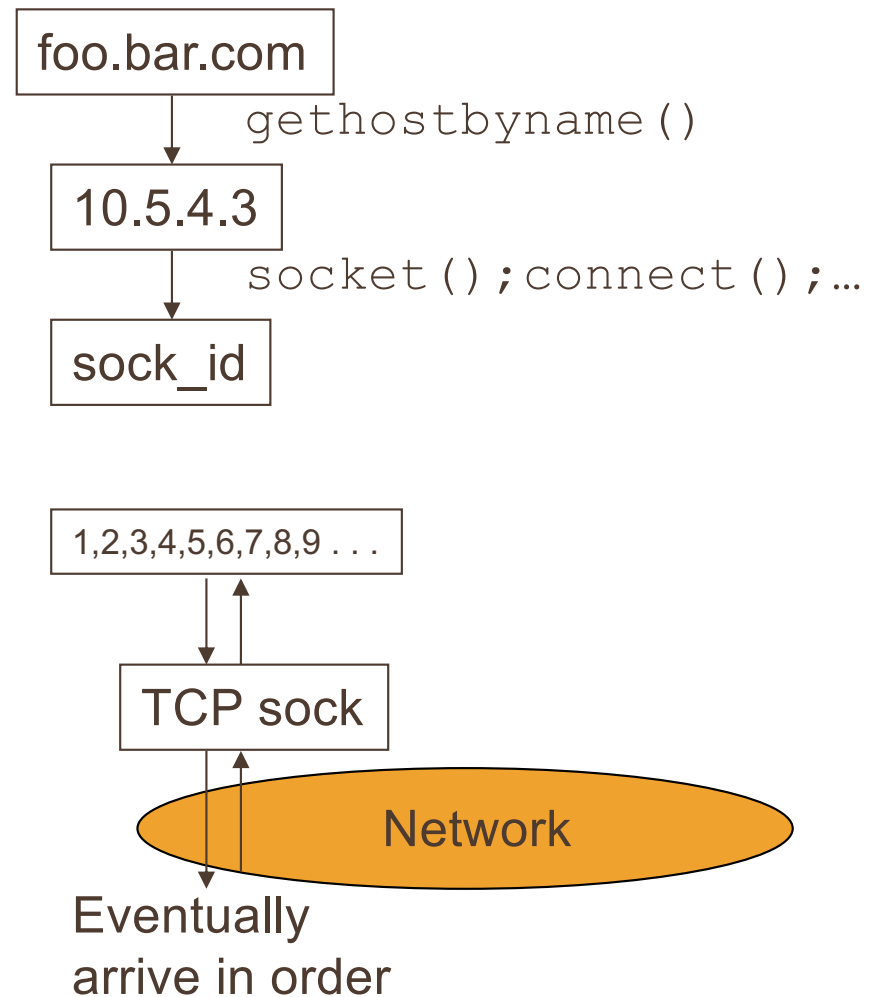 foo.bar.com
gethostbyname()
10.5.4.3
socket();connect();…
sock_id
1,2,3,4,5,6,7,8,9 . . .
TCP sock
Network
Eventually
arrive in order